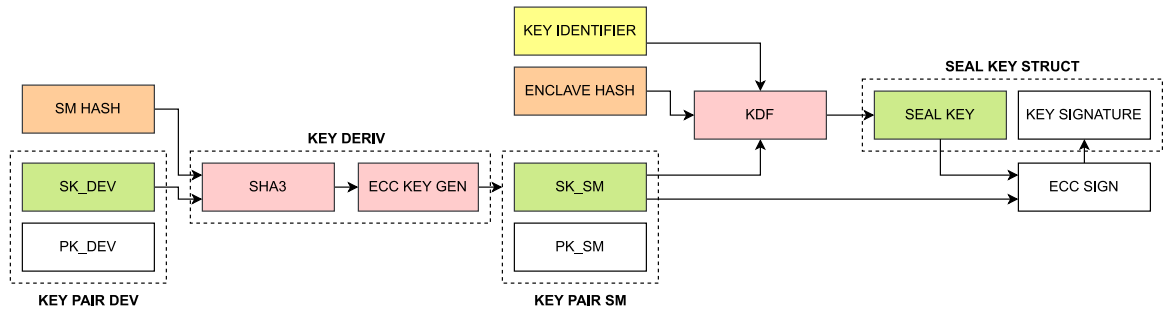 KEY IDENTIFIER
SEAL KEY STRUCT
ENCLAVE HASH
SM HASH
KDF
SEAL KEY
KEY SIGNATURE
KEY DERIV
SK_DEV
SHA3
ECC KEY GEN
SK_SM
ECC SIGN
PK_DEV
PK_SM
KEY PAIR DEV
KEY PAIR SM